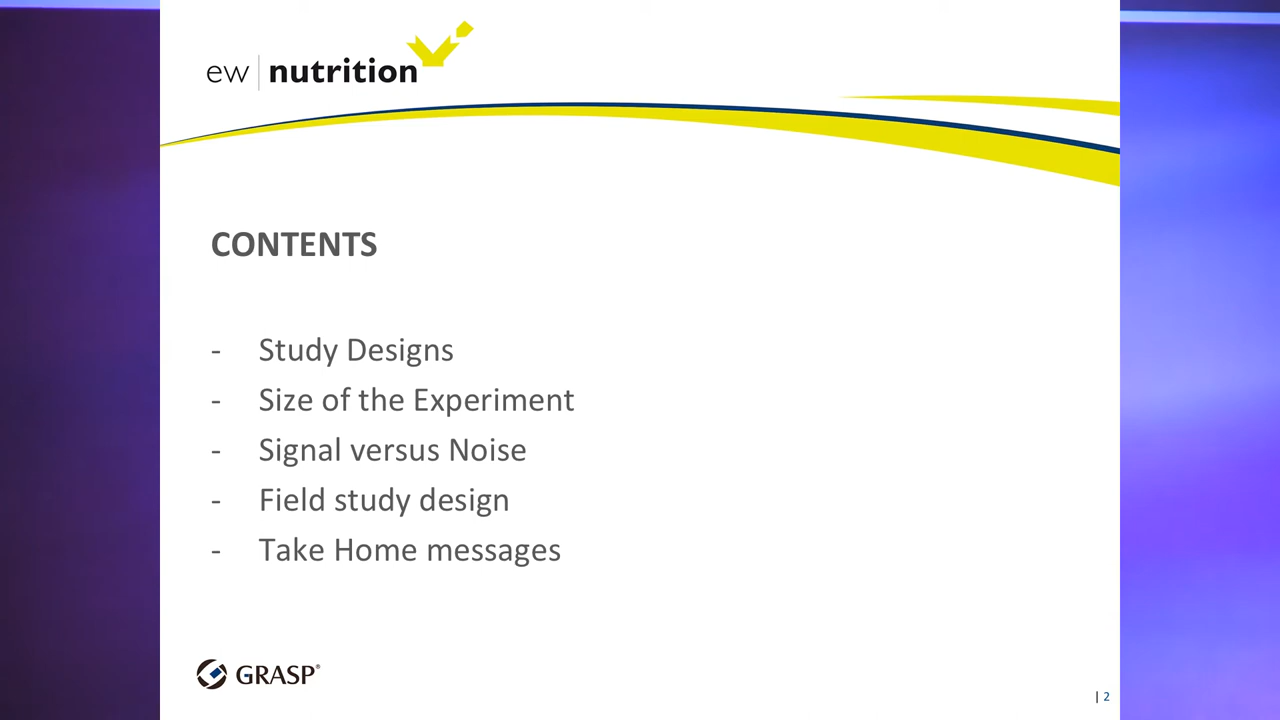 ew | nutrition
CONTENTS
- Study Designs
- Size of the Experiment
- Signal versus Noise
- Field study design
- Take Home messages
GRASP®
| 2